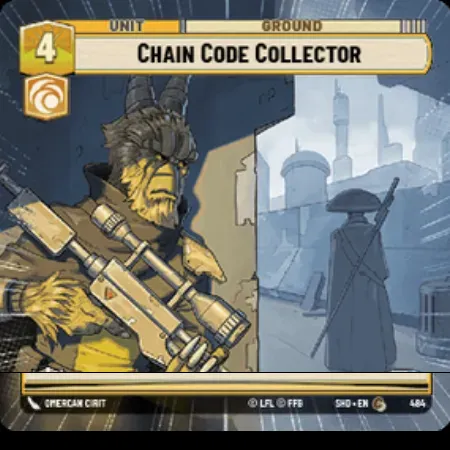 UNIT GROUND
4 CHAIN CODE COLLECTOR
OMERCAN CIRIT © LFL © FFG SHD • EN 484